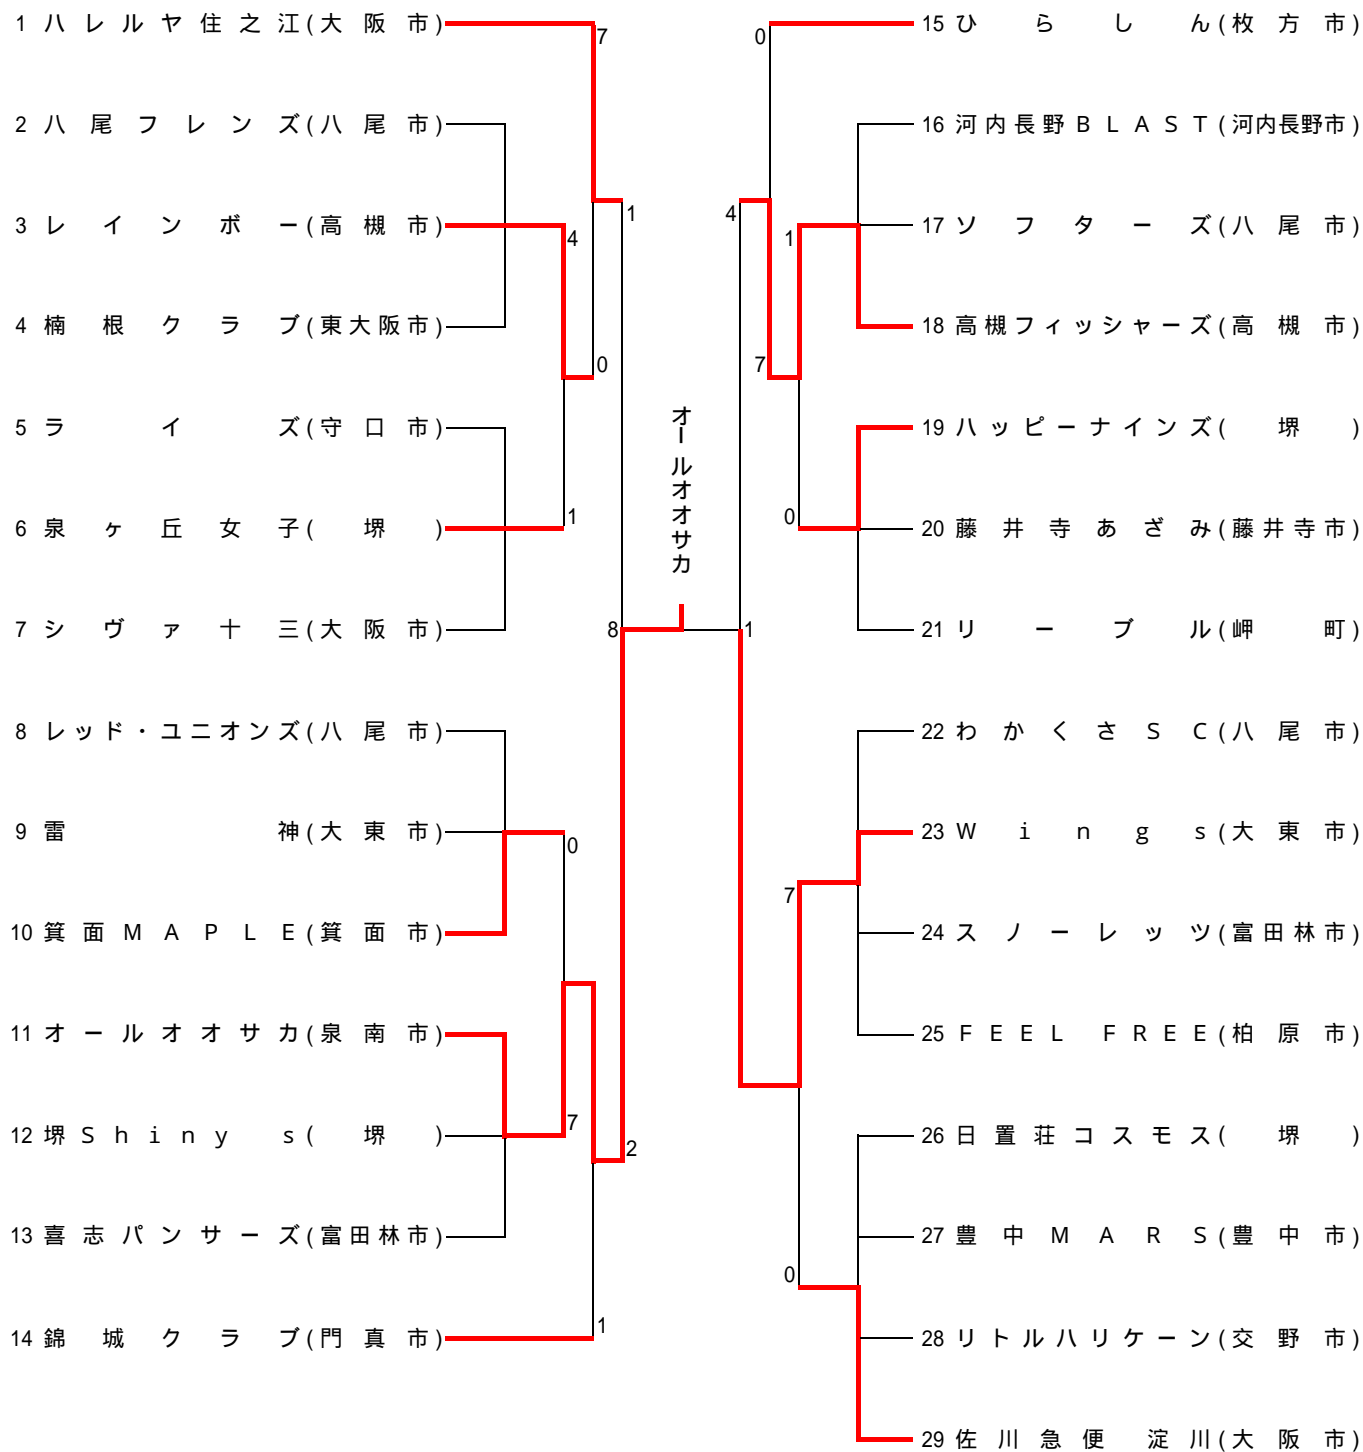 1 ハレルヤ住之江(大阪市)
7
2 八尾フレンズ(八尾市)
1
3 レインボー(高槻市)
4
4 楠根クラブ(東大阪市)
0
5 ライズ(守口市)
6 泉ヶ丘女子(堺)
1
7 シヴァ十三(大阪市)
8
8 レッド・ユニオンズ(八尾市)
9 雷神(大東市)
0
10 箕面MAPLE(箕面市)
11 オールオオサカ(泉南市)
12 堺Shinys(堺)
7
2
13 喜志パンサーズ(富田林市)
14 錦城クラブ(門真市)
1
オールオオサカ
0
15 ひらしん(枚方市)
16 河内長野BLAST(河内長野市)
4
1
17 ソフターズ(八尾市)
18 高槻フィッシャーズ(高槻市)
7
19 ハッピーナインズ(堺)
0
20 藤井寺あざみ(藤井寺市)
1
21 リーブル(岬町)
22 わかくさSC(八尾市)
23 Wings(大東市)
7
24 スノーレッツ(富田林市)
25 FEEL FREE(柏原市)
26 日置荘コスモス(堺)
27 豊中MARS(豊中市)
0
28 リトルハリケーン(交野市)
29 佐川急便 淀川(大阪市)